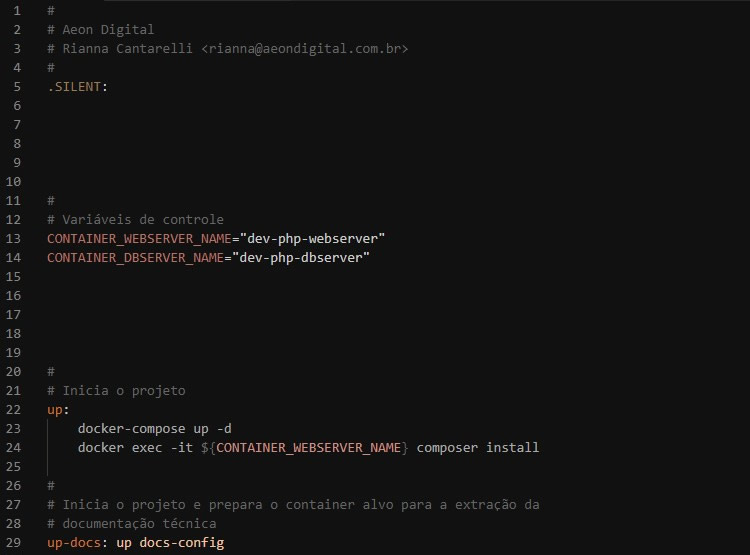 1 #
2 # Aeon Digital
3 # Rianna Cantarelli <rianna@aeondigital.com.br>
4 #
5 .SILENT:
6
7
8
9
10
11 #
12 # Variáveis de controle
13 CONTAINER_WEBSERVER_NAME="dev-php-webserver"
14 CONTAINER_DBSERVER_NAME="dev-php-dbserver"
15
16
17
18
19
20 #
21 # Inicia o projeto
22 up:
23 docker-compose up -d
24 docker exec -it ${CONTAINER_WEBSERVER_NAME} composer install
25
26 #
27 # Inicia o projeto e prepara o container alvo para a extração da
28 # documentação técnica
29 up-docs: up docs-config